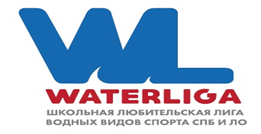 WL
WATERLIGA
ШКОЛЬНАЯ ЛЮБИТЕЛЬСКАЯ ЛИГА
ВОДНЫХ ВИДОВ СПОРТА СПБ И ЛО